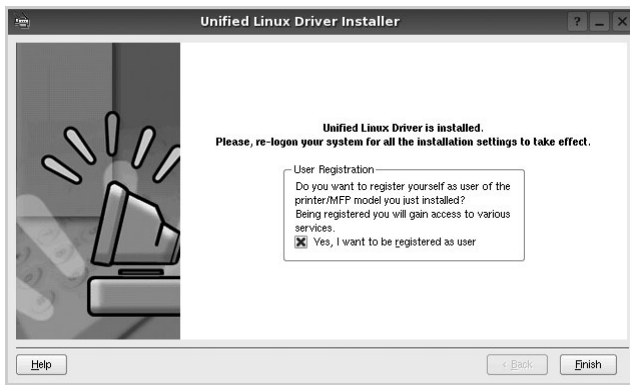 Unified Linux Driver Installer
Unified Linux Driver is installed.
Please, re-logon your system for all the installation settings to take effect.
User Registration
Do you want to register yourself as user of the
printer/MFP model you just installed?
Being registered you will gain access to various
services.
Yes, I want to be registered as user
Help
< Back
Finish